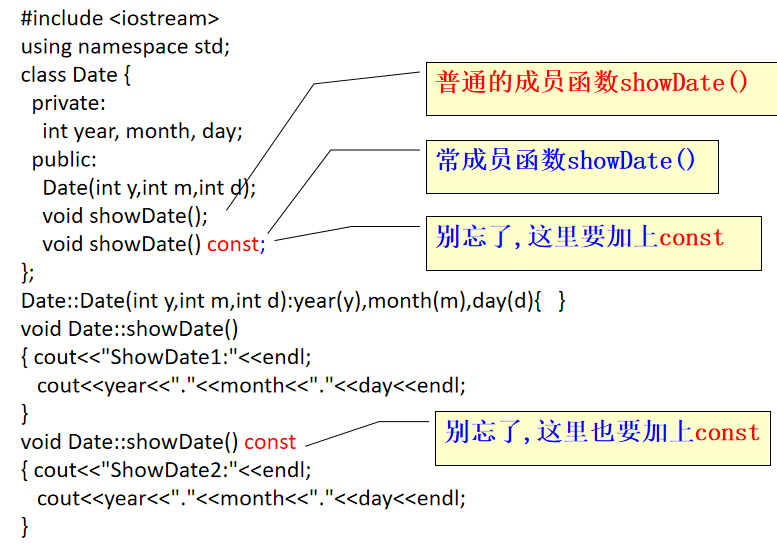 #include <iostream>
using namespace std;
class Date {
private:
int year, month, day;
public:
Date(int y,int m,int d);
void showDate();
void showDate() const;
};
Date::Date(int y,int m,int d):year(y),month(m),day(d){ }
void Date::showDate()
{ cout<<"ShowDate1:"<<endl;
cout<<year<<"."<<month<<"."<<day<<endl;
}
void Date::showDate() const
{ cout<<"ShowDate2:"<<endl;
cout<<year<<"."<<month<<"."<<day<<endl;
}
普通的成员函数showDate()
常成员函数showDate()
别忘了,这里要加上const
别忘了,这里也要加上const